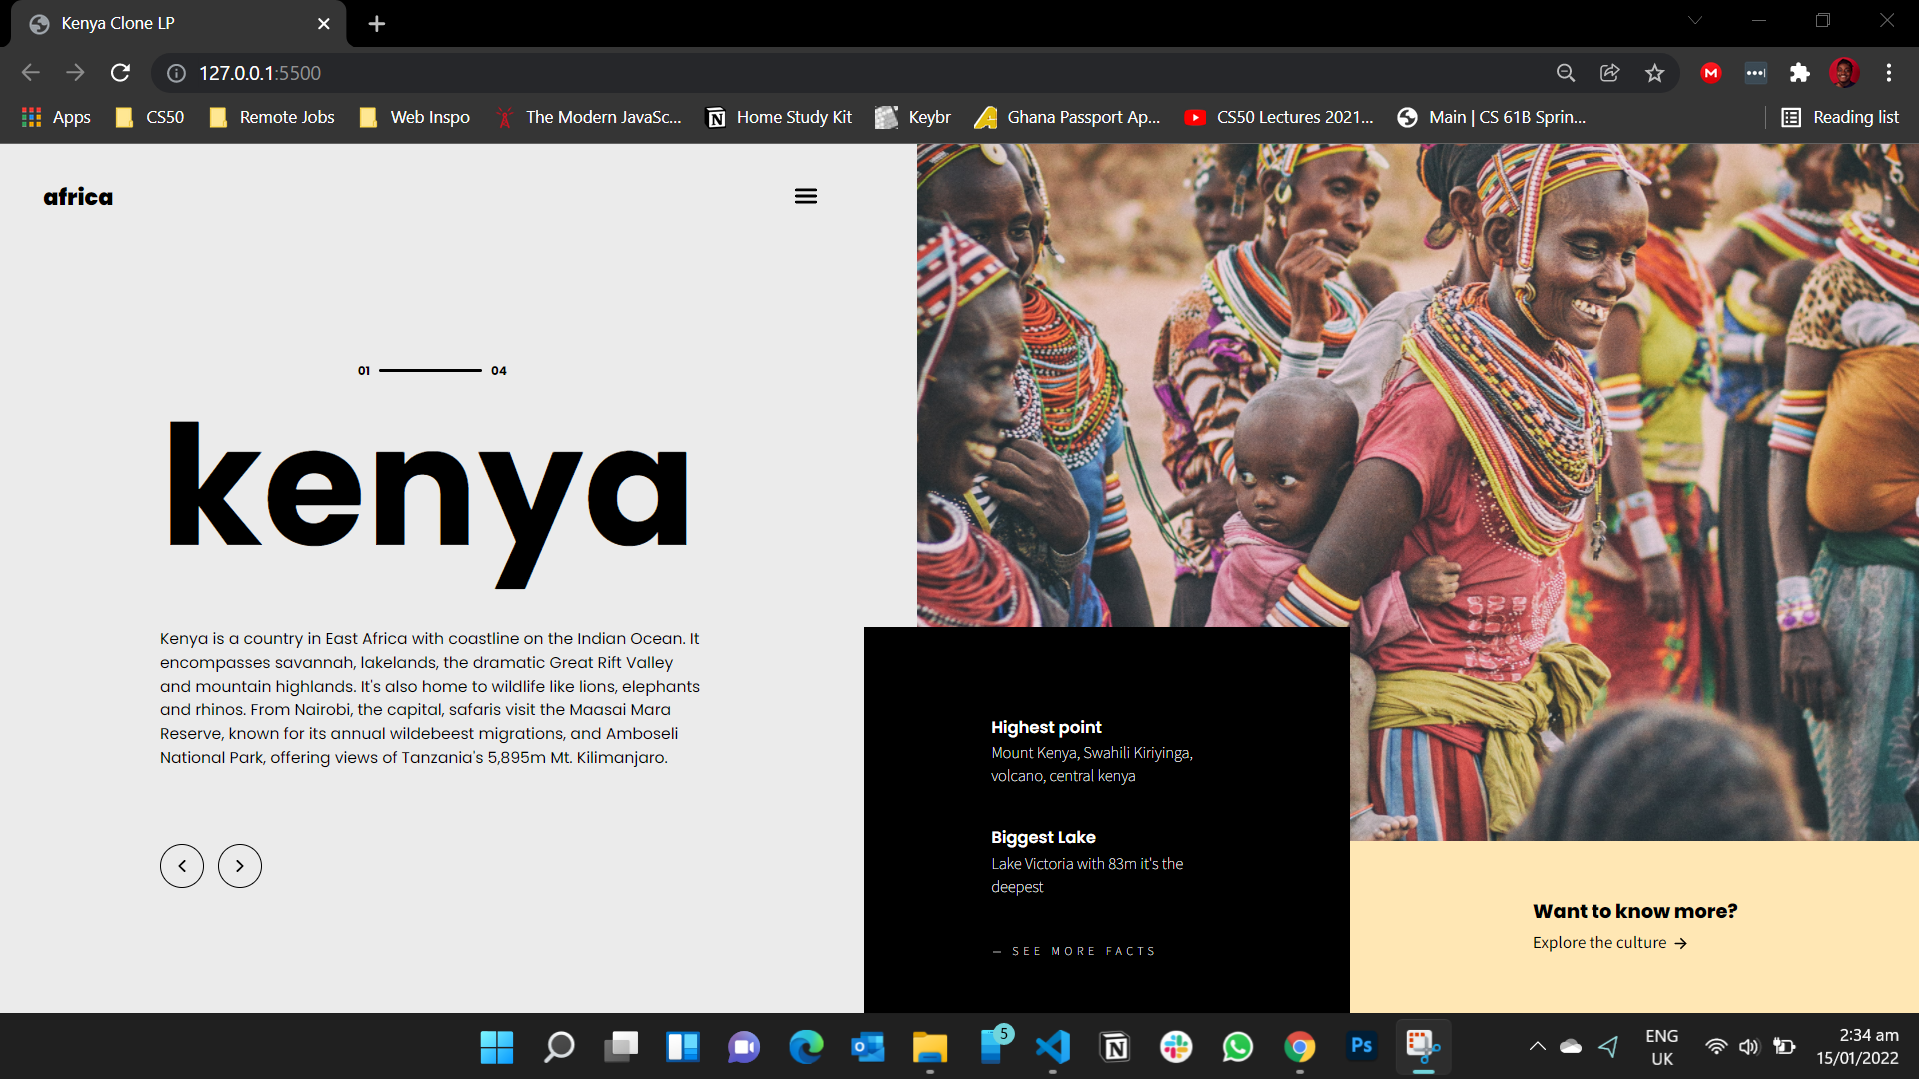 Kenya Clone LP
127.0.0.1:5500
Apps
CS50
Remote Jobs
Web Inspo
The Modern JavaSc...
Home Study Kit
Keybr
Ghana Passport Ap...
CS50 Lectures 2021...
Main | CS 61B Sprin...
Reading list
africa
01
04
kenya
Kenya is a country in East Africa with coastline on the Indian Ocean. It
encompasses savannah, lakelands, the dramatic Great Rift Valley
and mountain highlands. It's also home to wildlife like lions, elephants
and rhinos. From Nairobi, the capital, safaris visit the Maasai Mara
Reserve, known for its annual wildebeest migrations, and Amboseli
National Park, offering views of Tanzania's 5,895m Mt. Kilimanjaro.
Highest point
Mount Kenya, Swahili Kiriyinga,
volcano, central kenya
Biggest Lake
Lake Victoria with 83m it's the
deepest
— SEE MORE FACTS
Want to know more?
Explore the culture →
5
Ps
ENG
UK
2:34 am
15/01/2022